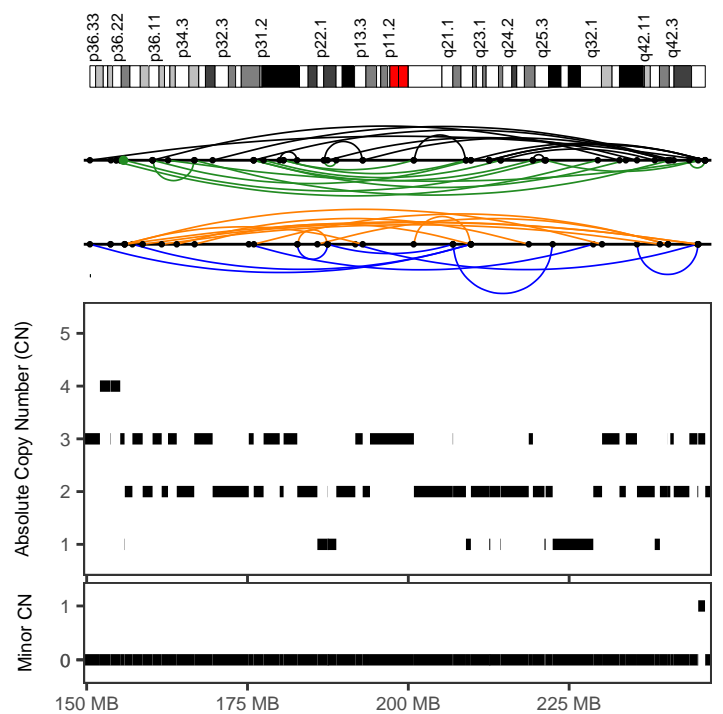 p36.33
p36.22
p36.11
p34.3
p32.3
p31.2
p22.1
p13.3
p11.2
q21.1
q23.1
q24.2
q25.3
q32.1
q42.11
q42.3
Absolute Copy Number (CN)
5
4
3
2
1
Minor CN
1
0
150 MB
175 MB
200 MB
225 MB